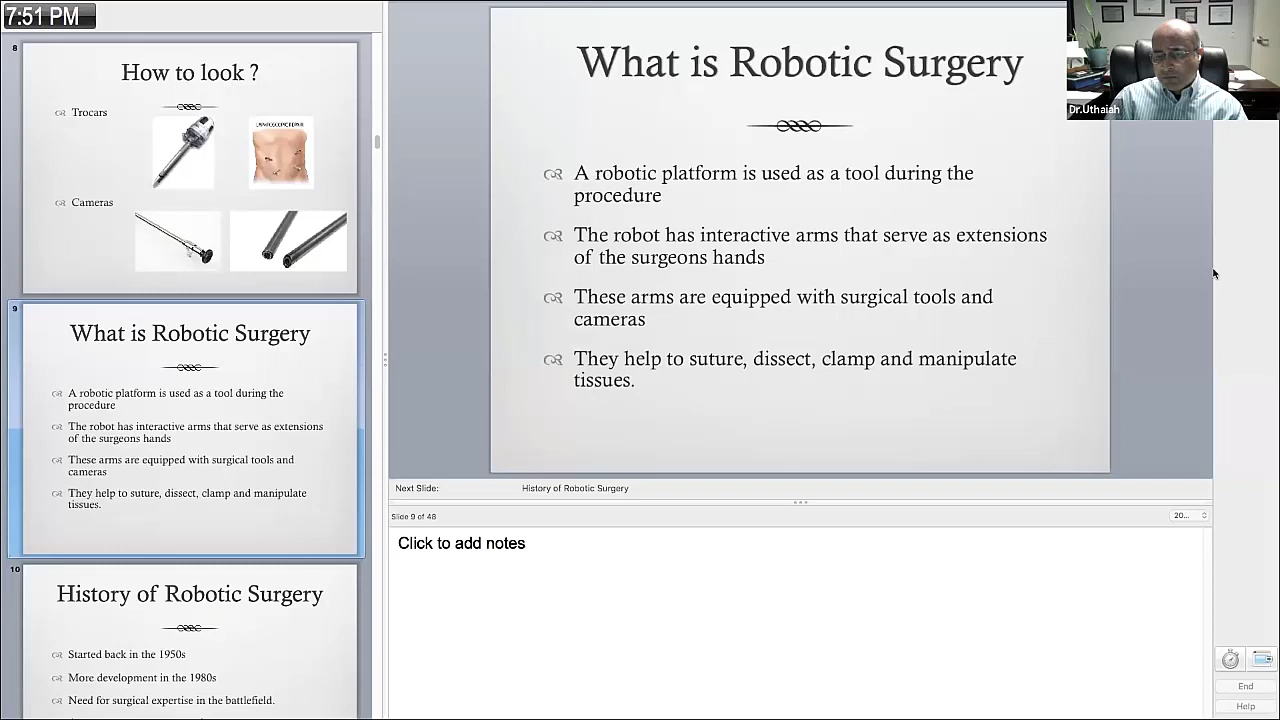 7:51 PM
8
How to look ?
Trocars
Cameras
9
What is Robotic Surgery
A robotic platform is used as a tool during the
procedure
The robot has interactive arms that serve as extensions
of the surgeons hands
These arms are equipped with surgical tools and
cameras
They help to suture, dissect, clamp and manipulate
tissues.
10
History of Robotic Surgery
Started back in the 1950s
More development in the 1980s
Need for surgical expertise in the battlefield.
What is Robotic Surgery
A robotic platform is used as a tool during the
procedure
The robot has interactive arms that serve as extensions
of the surgeons hands
These arms are equipped with surgical tools and
cameras
They help to suture, dissect, clamp and manipulate
tissues.
Dr.Uthaiah
Next Slide: History of Robotic Surgery
Slide 9 of 48
20...
Click to add notes
End
Help